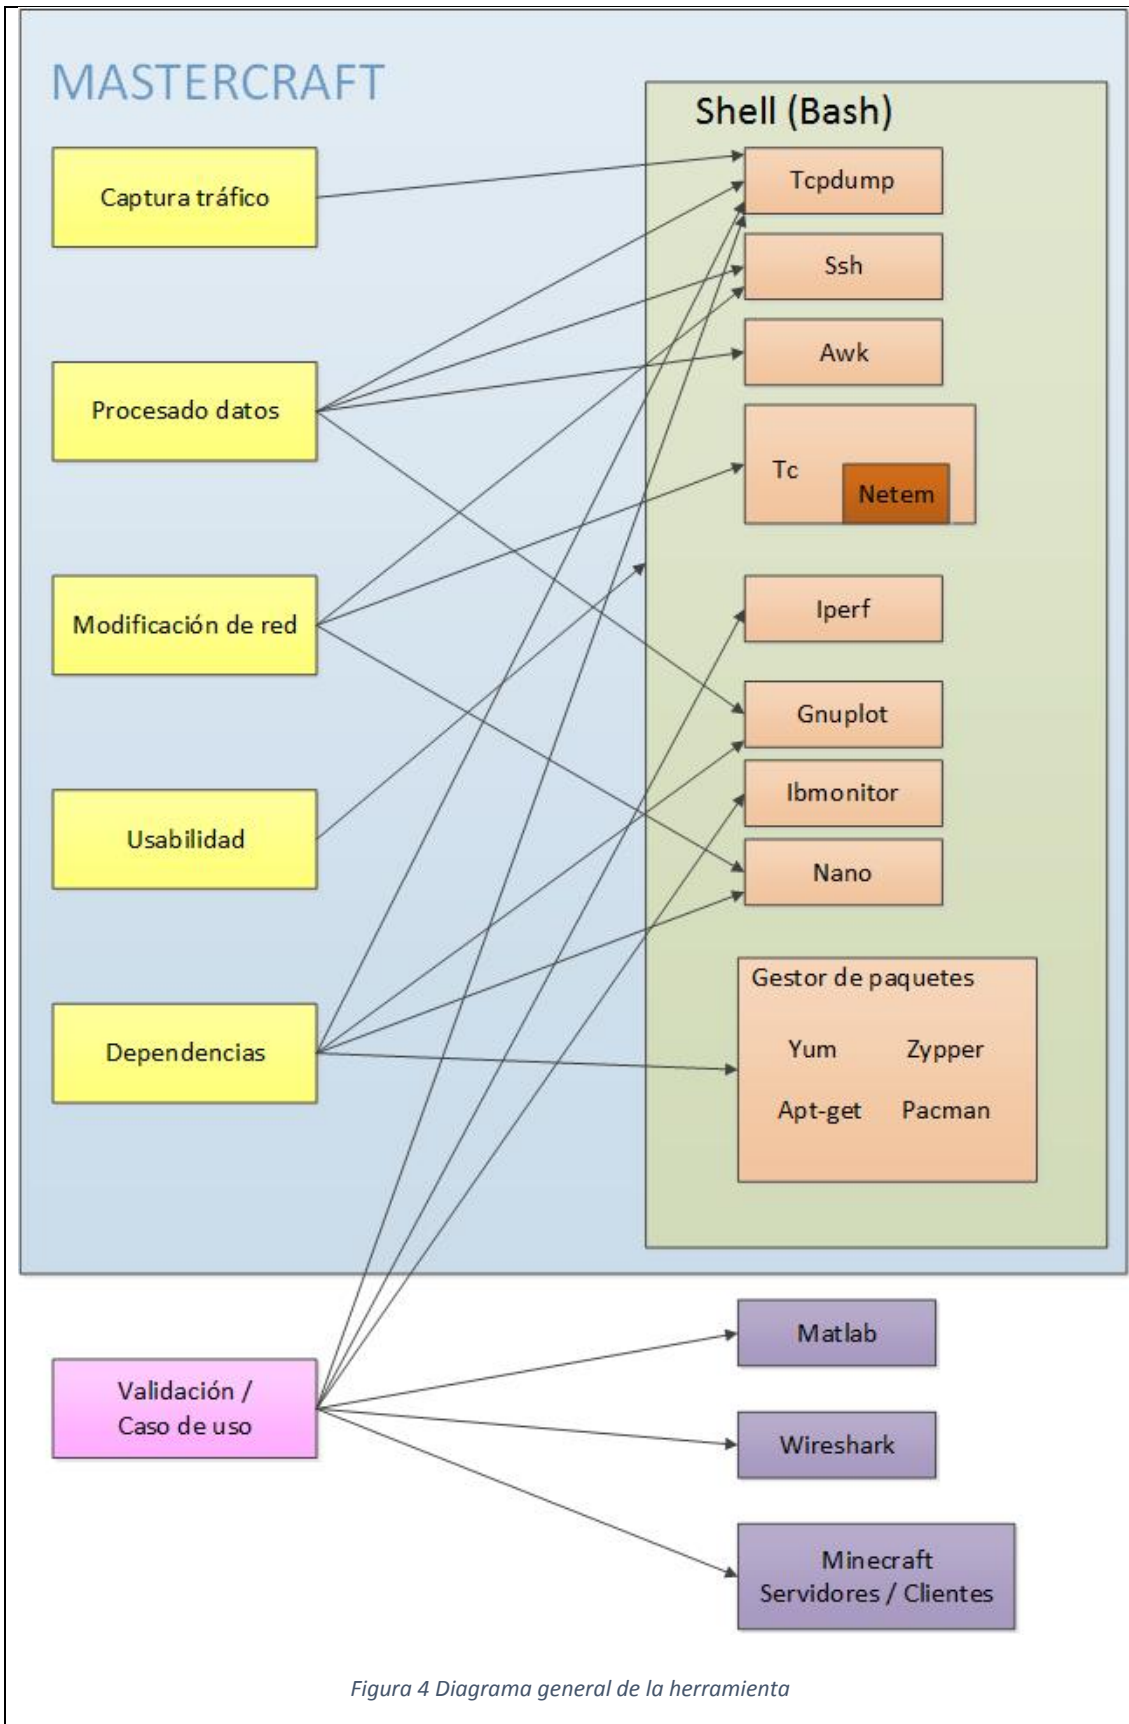 MASTERCRAFT
Shell (Bash)
Captura tráfico
Procesado datos
Modificación de red
Usabilidad
Dependencias
Tcpdump
Ssh
Awk
Tc
Netem
Iperf
Gnuplot
Ibmonitor
Nano
Gestor de paquetes
Yum Zypper
Apt-get Pacman
Validación /
Caso de uso
Matlab
Wireshark
Minecraft
Servidores / Clientes
Figura 4 Diagrama general de la herramienta